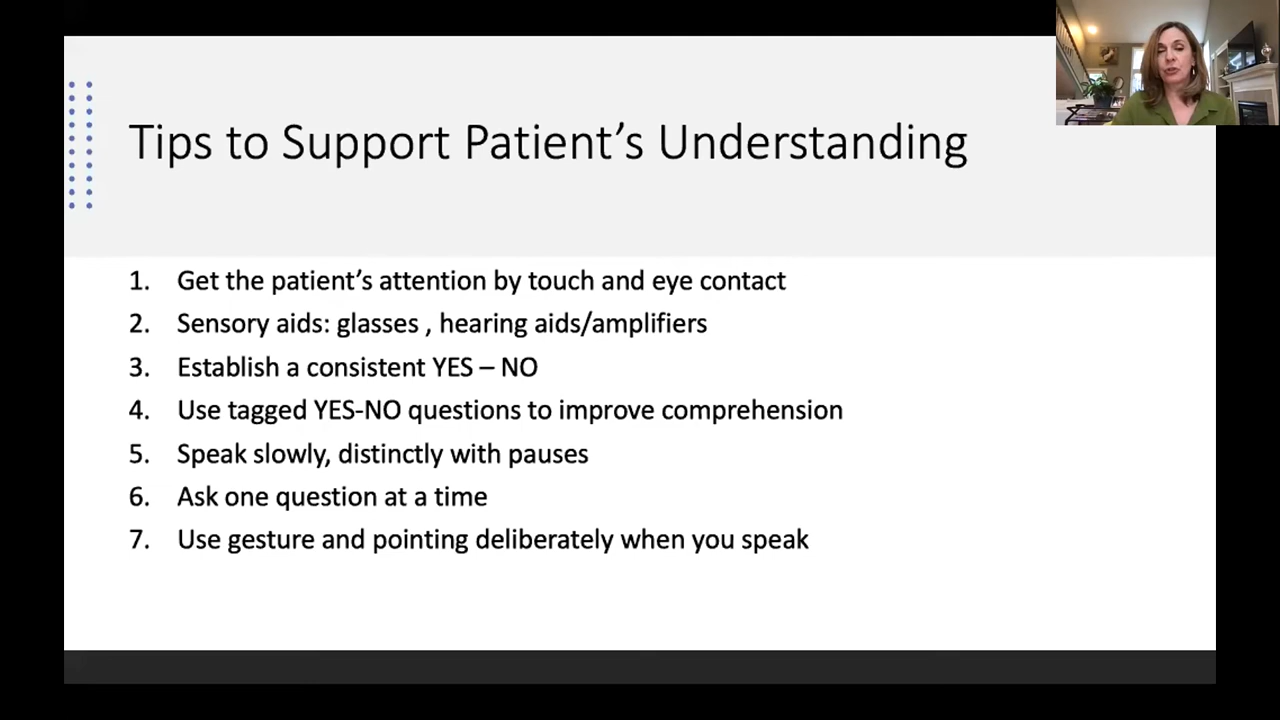 Tips to Support Patient’s Understanding
1. Get the patient’s attention by touch and eye contact
2. Sensory aids: glasses , hearing aids/amplifiers
3. Establish a consistent YES – NO
4. Use tagged YES-NO questions to improve comprehension
5. Speak slowly, distinctly with pauses
6. Ask one question at a time
7. Use gesture and pointing deliberately when you speak